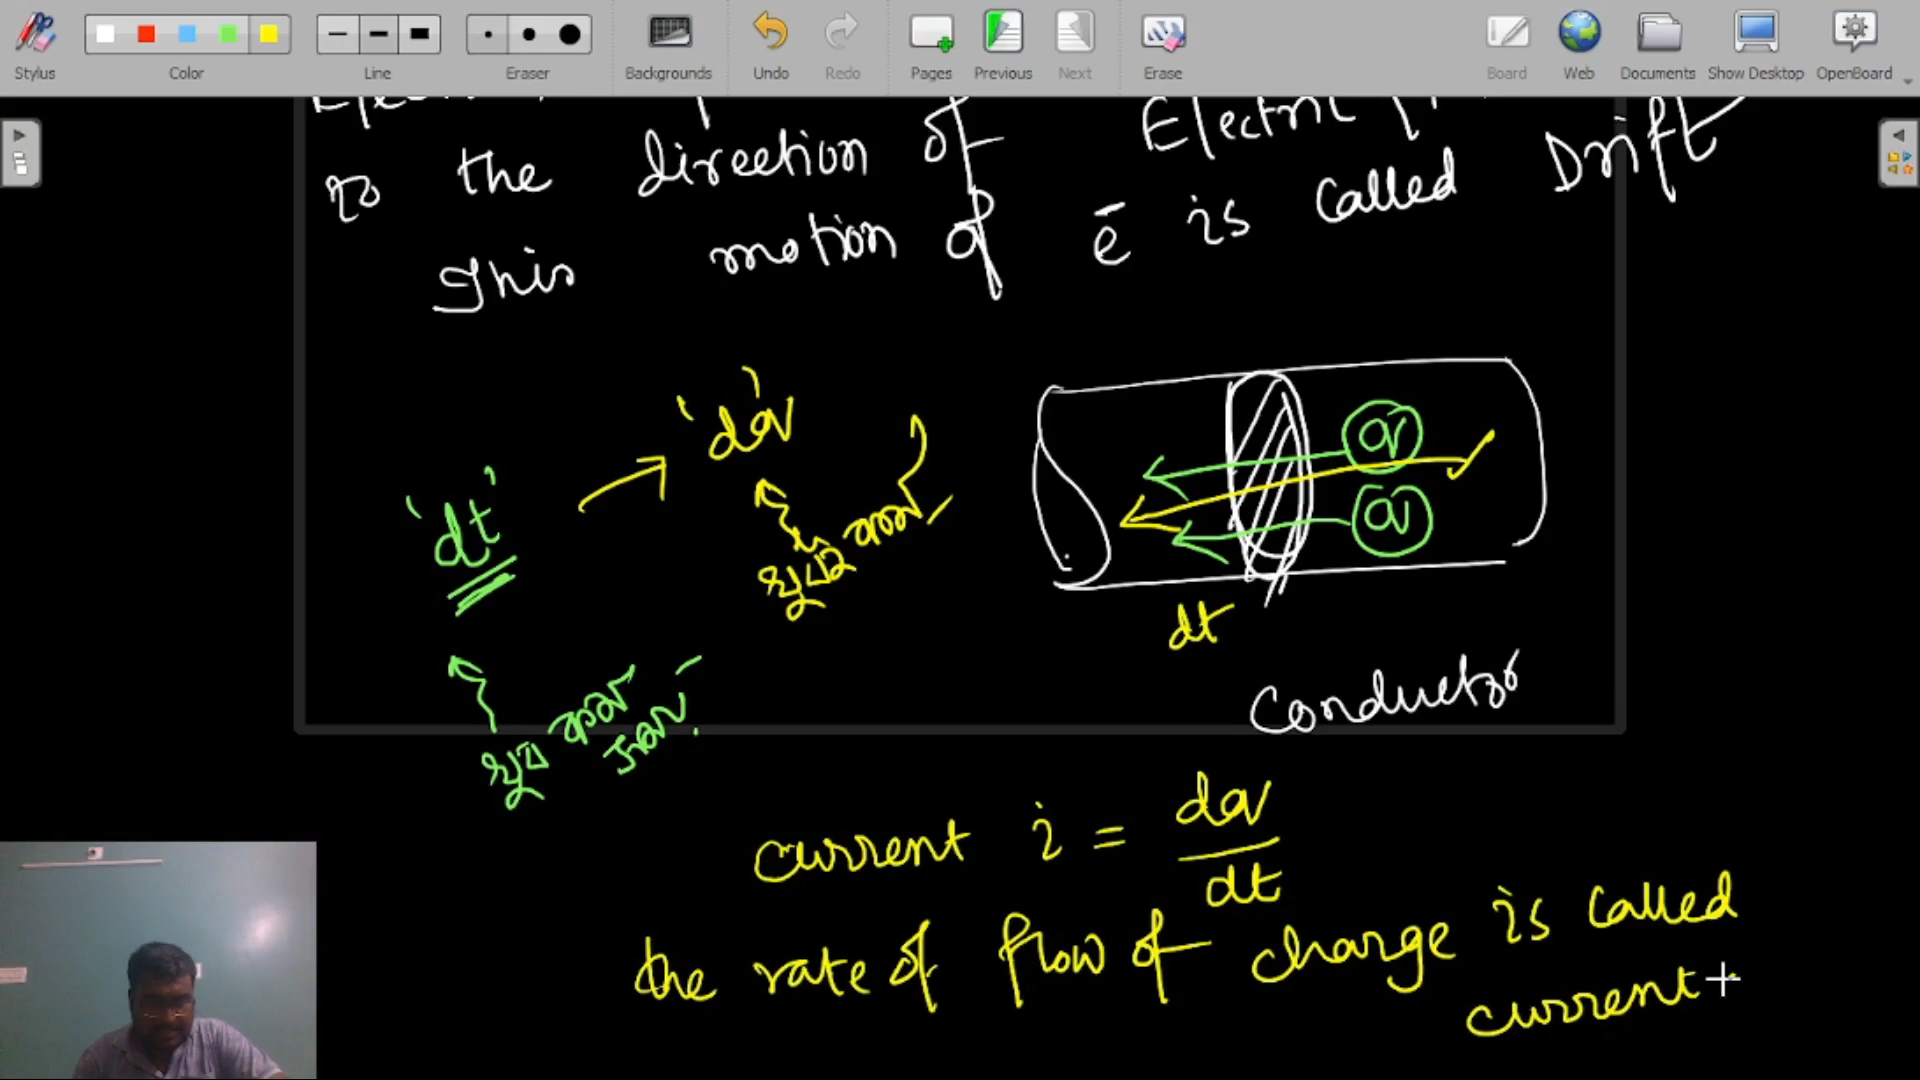 Stylus
Color
Line
Eraser
Backgrounds
Undo
Redo
Pages
Previous
Next
Erase
Board
Web
Documents
Show Desktop
OpenBoard
to the direction of Electric
This motion of e̅ is called Drift
'dq'
'dt'
q
q
dt
Conductor
current i = dq/dt
the rate of flow of charge is called
current